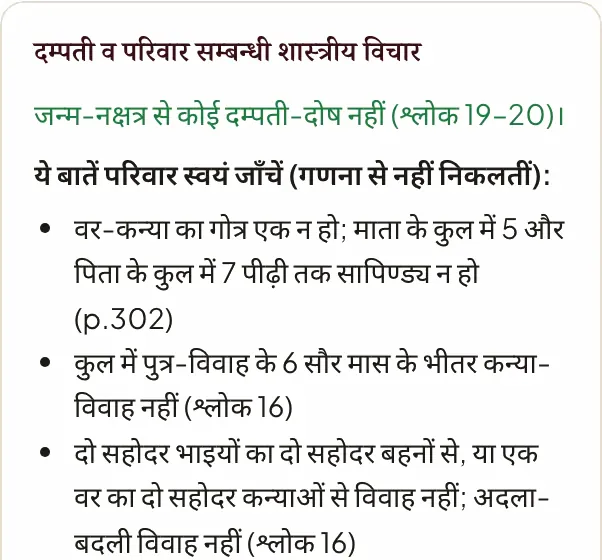 दम्पती व परिवार सम्बन्धी शास्त्रीय विचार
जन्म-नक्षत्र से कोई दम्पती-दोष नहीं (श्लोक 19–20)।
ये बातें परिवार स्वयं जाँचें (गणना से नहीं निकलतीं):
• वर-कन्या का गोत्र एक न हो; माता के कुल में 5 और
पिता के कुल में 7 पीढ़ी तक सापिण्ड्य न हो
(p.302)
• कुल में पुत्र-विवाह के 6 सौर मास के भीतर कन्या-
विवाह नहीं (श्लोक 16)
• दो सहोदर भाइयों का दो सहोदर बहनों से, या एक
वर का दो सहोदर कन्याओं से विवाह नहीं; अदला-
बदली विवाह नहीं (श्लोक 16)